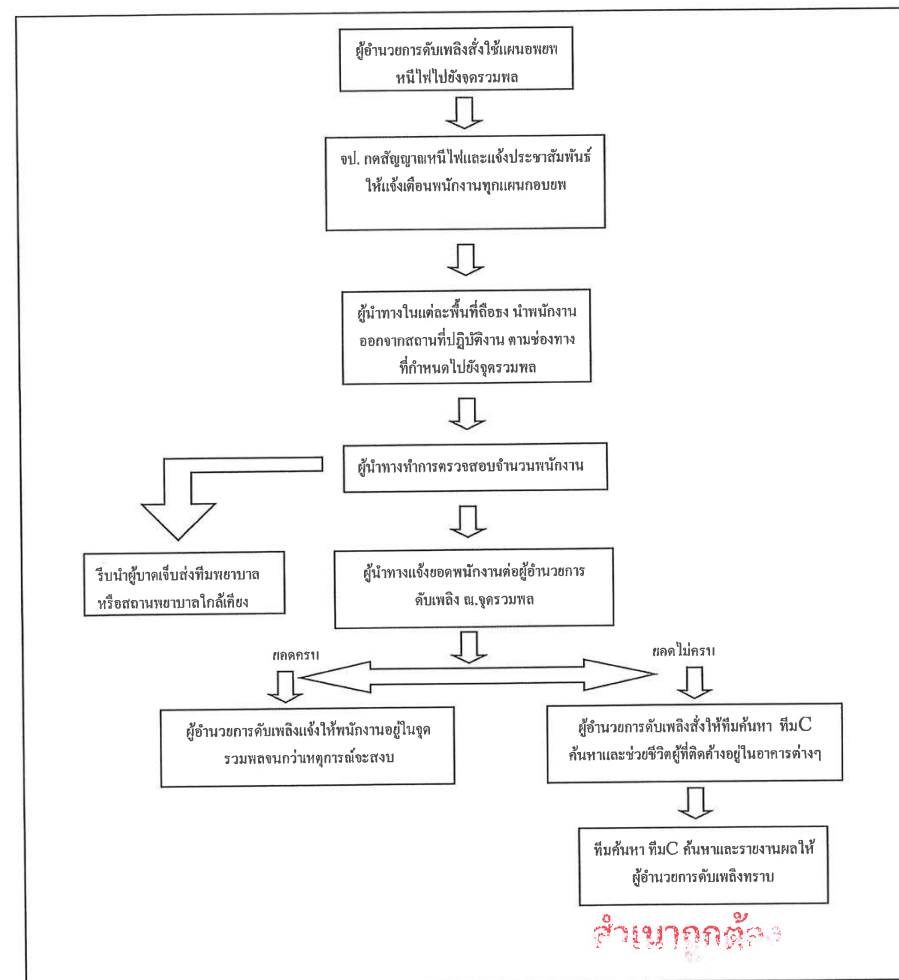 ผู้อำนวยการดับเพลิงสั่งใช้แผนอพยพ
หนีไฟไปยังจุดรวมพล
จป. กดสัญญาณหนีไฟและแจ้งประชาสัมพันธ์
ให้แจ้งเตือนพนักงานทุกแผนกอบยพ
ผู้นำทางในแต่ละพื้นที่ถือธง นำพนักงาน
ออกจากสถานที่ปฏิบัติงาน ตามช่องทาง
ที่กำหนดไปยังจุดรวมพล
ผู้นำทางทำการตรวจสอบจำนวนพนักงาน
รีบนำผู้บาดเจ็บส่งทีมพยาบาล
หรือสถานพยาบาลใกล้เคียง
ผู้นำทางแจ้งยอดพนักงานต่อผู้อำนวยการ
ดับเพลิง ณ.จุดรวมพล
ยอดครบ
ยอดไม่ครบ
ผู้อำนวยการดับเพลิงแจ้งให้พนักงานอยู่ในจุด
รวมพลจนกว่าเหตุการณ์จะสงบ
ผู้อำนวยการดับเพลิงสั่งให้ทีมค้นหา ทีมC
ค้นหาและช่วยชีวิตผู้ที่ติดค้างอยู่ในอาคารต่างๆ
ทีมค้นหา ทีมC ค้นหาและรายงานผลให้
ผู้อำนวยการดับเพลิงทราบ
สำเนาถูกต้อง